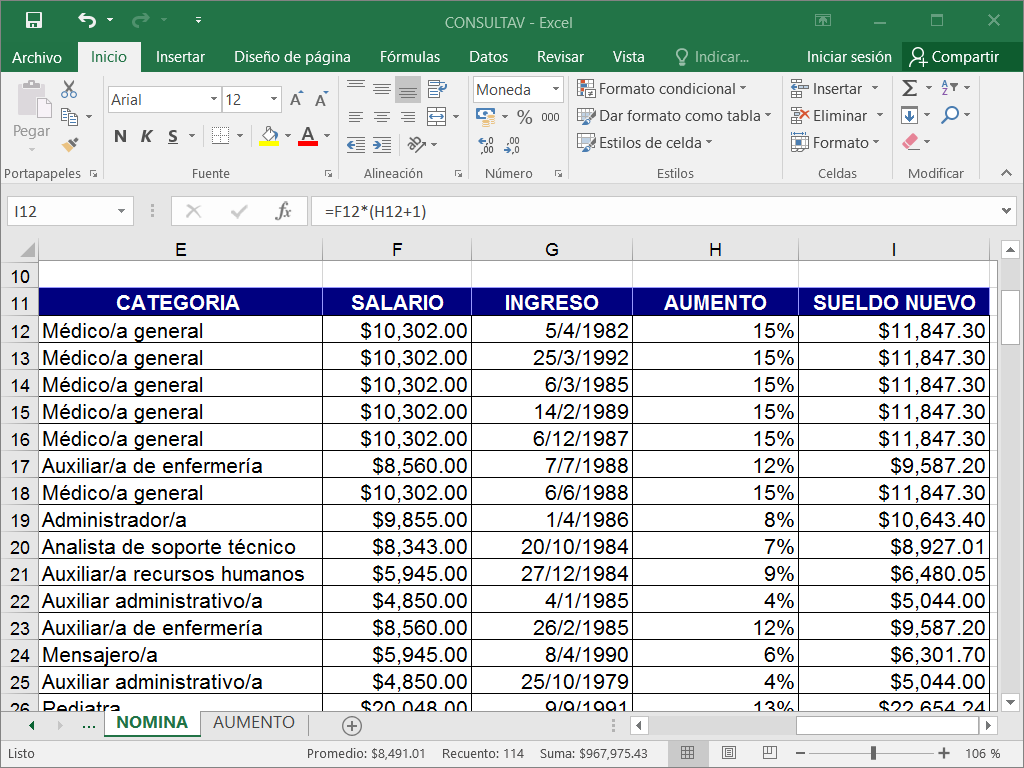 CONSULTAV - Excel
Archivo Inicio Insertar Diseño de página Fórmulas Datos Revisar Vista Indicar... Iniciar sesión Compartir
Pegar
Arial 12
N K S A A A
Moneda
% 000
Formato condicional
Dar formato como tabla
Estilos de celda
Insertar
Eliminar
Formato
Portapapeles Fuente Alineación Número Estilos Celdas Modificar
I12 fx =F12*(H12+1)
E F G H I
10
11 CATEGORIA SALARIO INGRESO AUMENTO SUELDO NUEVO
12 Médico/a general $10,302.00 5/4/1982 15% $11,847.30
13 Médico/a general $10,302.00 25/3/1992 15% $11,847.30
14 Médico/a general $10,302.00 6/3/1985 15% $11,847.30
15 Médico/a general $10,302.00 14/2/1989 15% $11,847.30
16 Médico/a general $10,302.00 6/12/1987 15% $11,847.30
17 Auxiliar/a de enfermería $8,560.00 7/7/1988 12% $9,587.20
18 Médico/a general $10,302.00 6/6/1988 15% $11,847.30
19 Administrador/a $9,855.00 1/4/1986 8% $10,643.40
20 Analista de soporte técnico $8,343.00 20/10/1984 7% $8,927.01
21 Auxiliar/a recursos humanos $5,945.00 27/12/1984 9% $6,480.05
22 Auxiliar administrativo/a $4,850.00 4/1/1985 4% $5,044.00
23 Auxiliar/a de enfermería $8,560.00 26/2/1985 12% $9,587.20
24 Mensajero/a $5,945.00 8/4/1990 6% $6,301.70
25 Auxiliar administrativo/a $4,850.00 25/10/1979 4% $5,044.00
26 Pediatra $20,048.00 9/9/1991 13% $22,654.24
... NOMINA AUMENTO
Listo Promedio: $8,491.01 Recuento: 114 Suma: $967,975.43 106 %